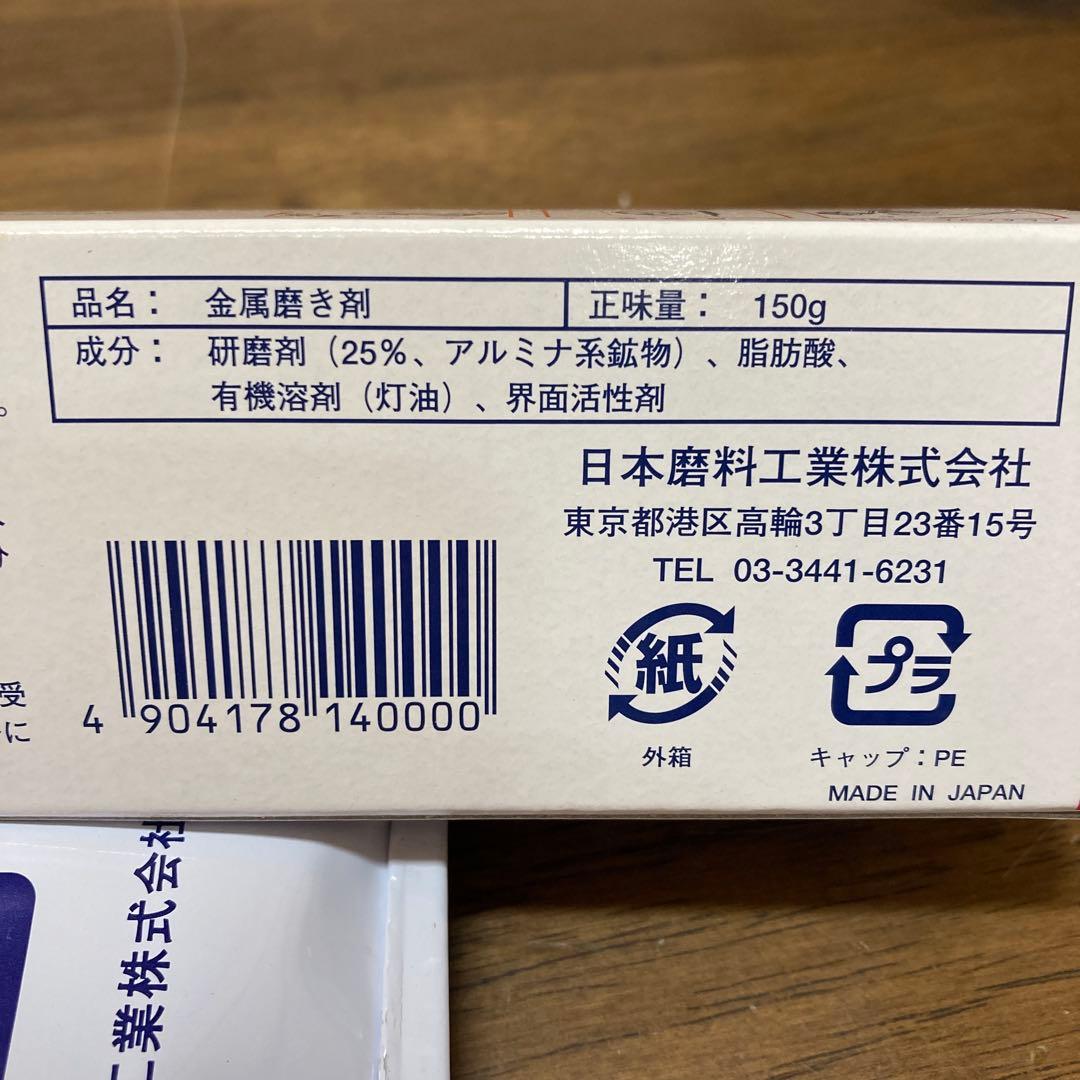 品名： 金属磨き剤 正味量： 150g
成分： 研磨剤（25％、アルミナ系鉱物）、脂肪酸、
有機溶剤（灯油）、界面活性剤
。
分
受
に
日本磨料工業株式会社
東京都港区高輪3丁目23番15号
TEL 03-3441-6231
4 904178 140000
紙
外箱
プラ
キャップ：PE
MADE IN JAPAN
工業株式会社